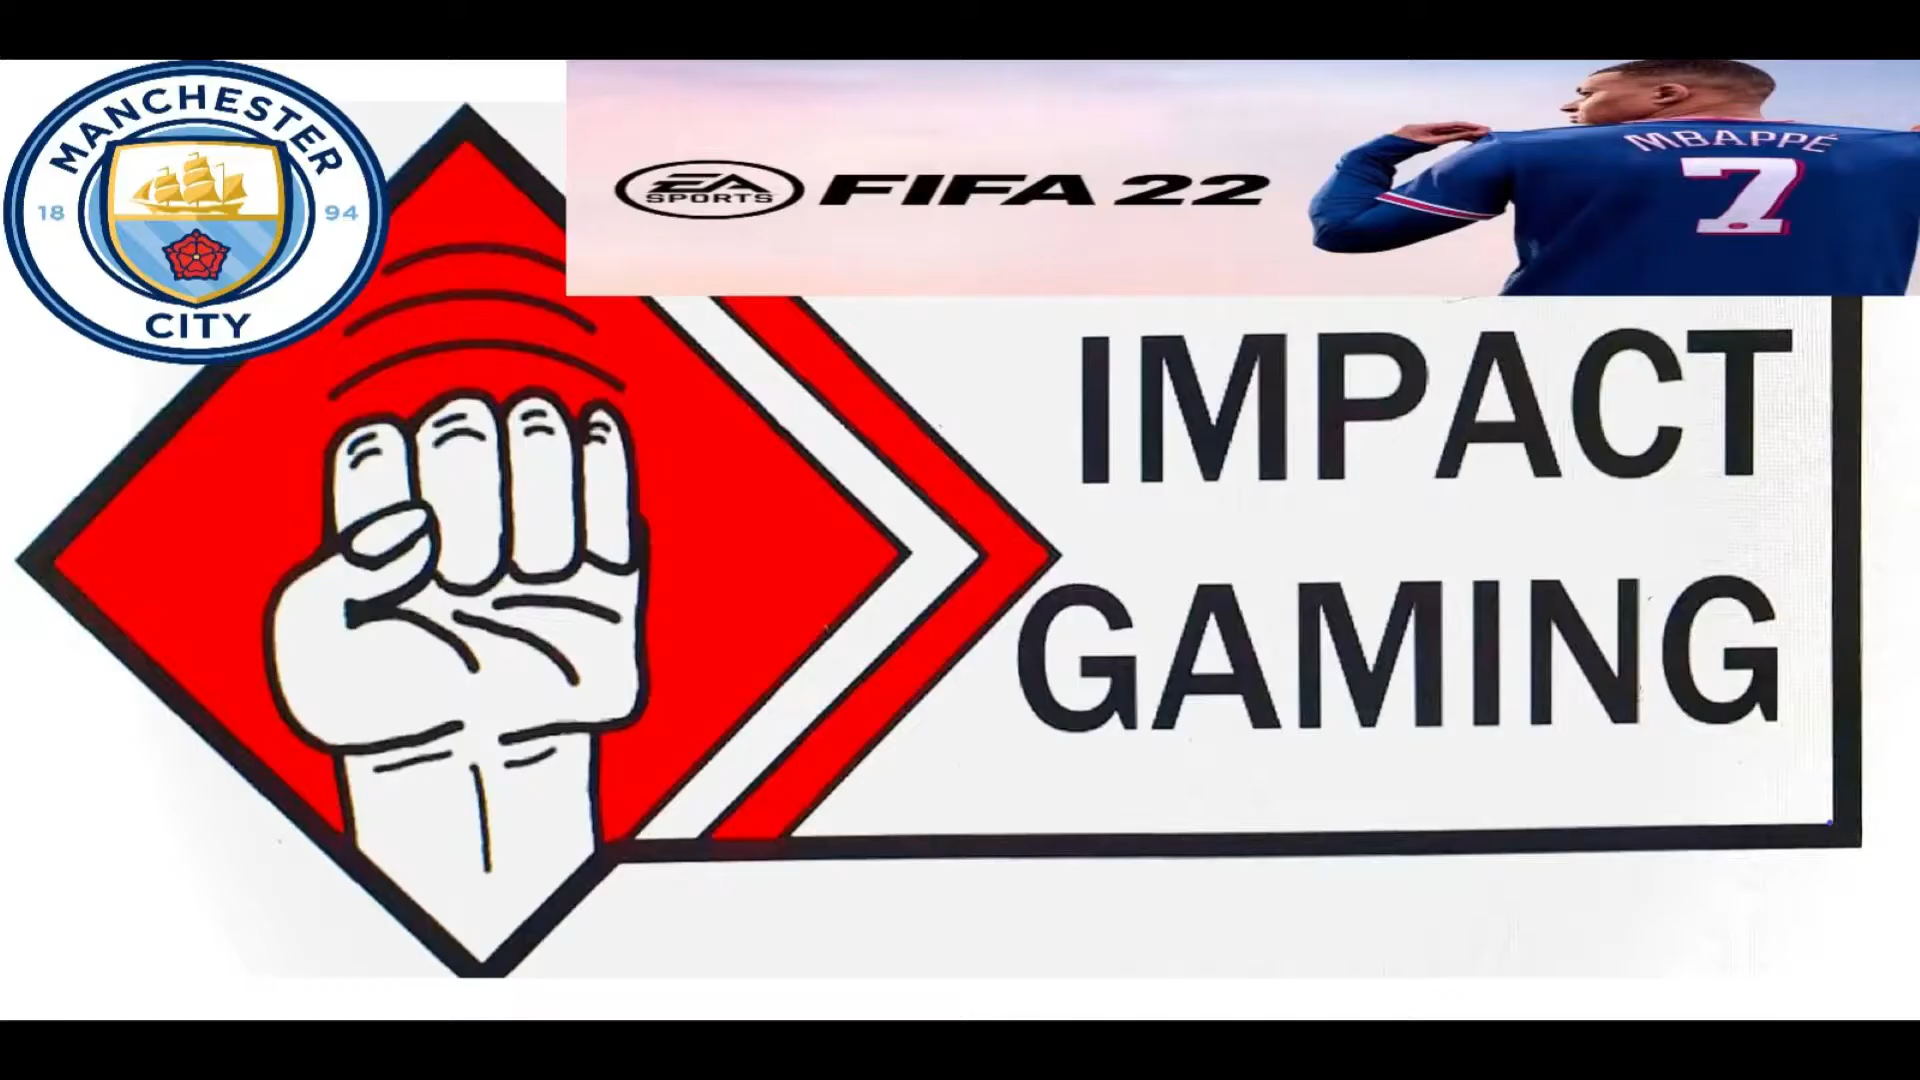 MANCHESTER
18 94
CITY
EA
SPORTS
FIFA 22
MBAPPÉ
7
IMPACT
GAMING